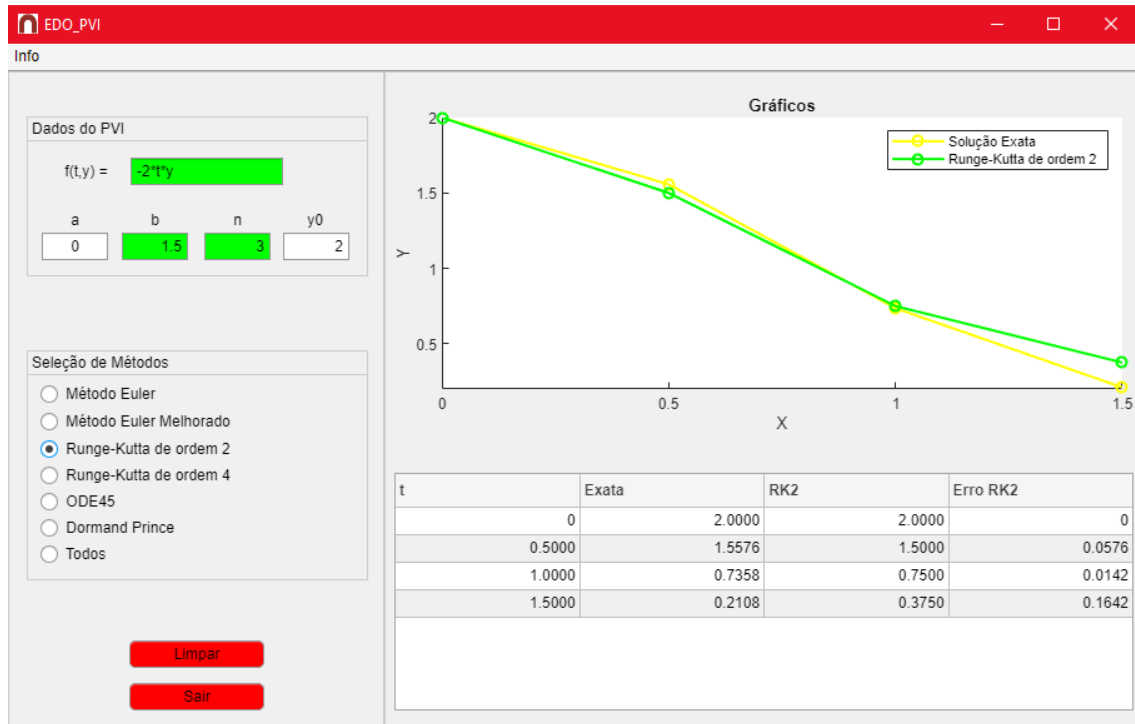 EDO_PVI
Info
Dados do PVI
f(t,y) = -2*t*y
a b n y0
0 1.5 3 2
Seleção de Métodos
Método Euler
Método Euler Melhorado
Runge-Kutta de ordem 2
Runge-Kutta de ordem 4
ODE45
Dormand Prince
Todos
Limpar
Sair
Gráficos
Solução Exata
Runge-Kutta de ordem 2
2
1.5
1
0.5
Y
0 0.5 1 1.5
X
t Exata RK2 Erro RK2
0 2.0000 2.0000 0
0.5000 1.5576 1.5000 0.0576
1.0000 0.7358 0.7500 0.0142
1.5000 0.2108 0.3750 0.1642